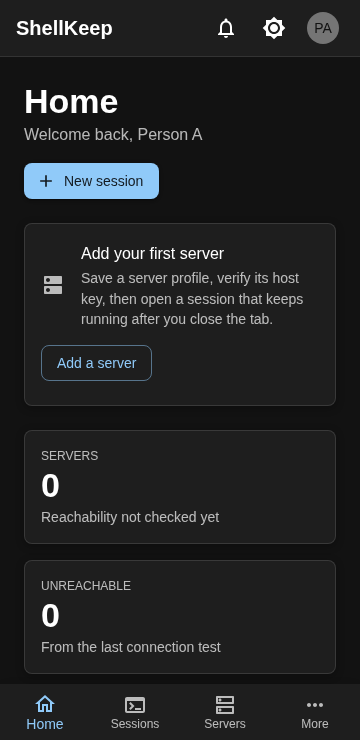 ShellKeep
PA
Home
Welcome back, Person A
New session
Add your first server
Save a server profile, verify its host
key, then open a session that keeps
running after you close the tab.
Add a server
SERVERS
0
Reachability not checked yet
UNREACHABLE
0
From the last connection test
Home
Sessions
Servers
More